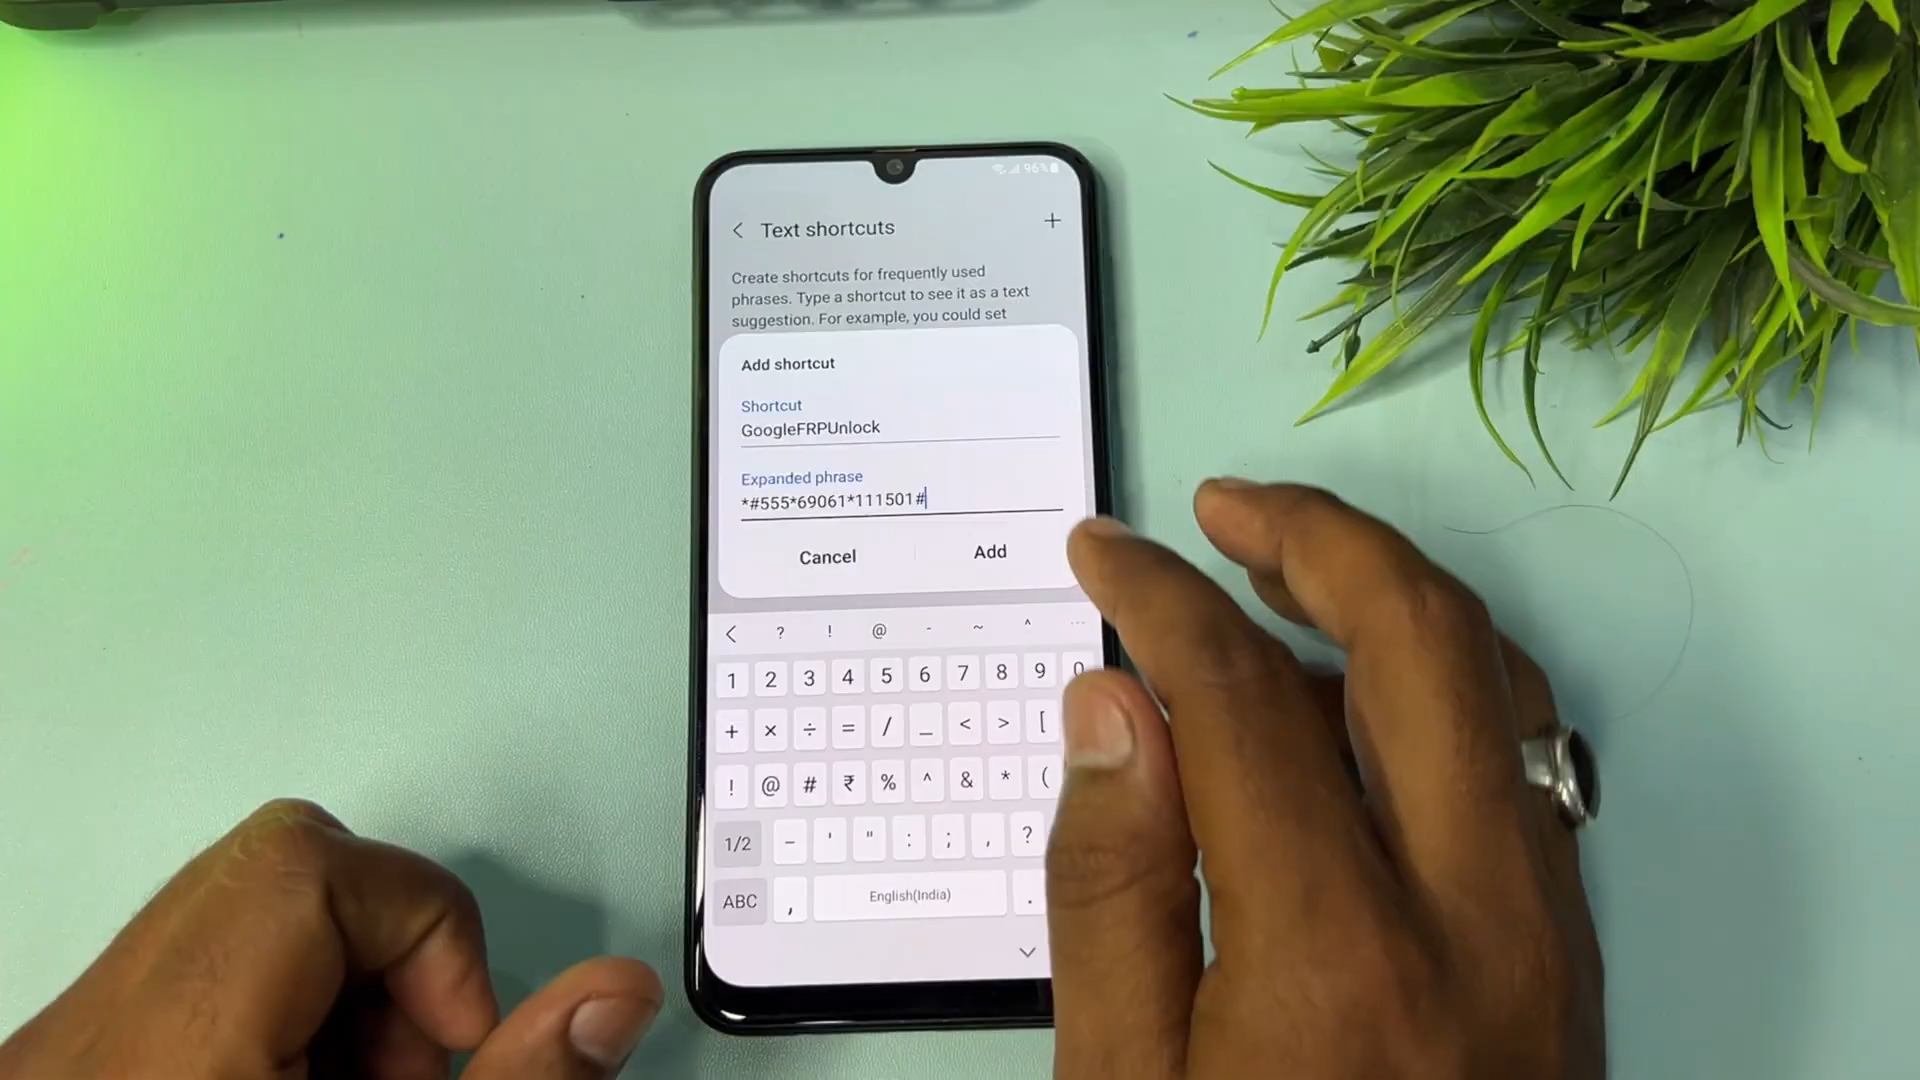 96%
Text shortcuts
+
Create shortcuts for frequently used
phrases. Type a shortcut to see it as a text
suggestion. For example, you could set
Add shortcut
Shortcut
GoogleFRPUnlock
Expanded phrase
*#555*69061*111501#
Cancel Add
? ! @ - ~ ^ ...
1 2 3 4 5 6 7 8 9 0
+ × ÷ = / _ < > [
! @ # ₹ % ^ & * (
1/2 - ' " : ; , ?
ABC , English(India) .